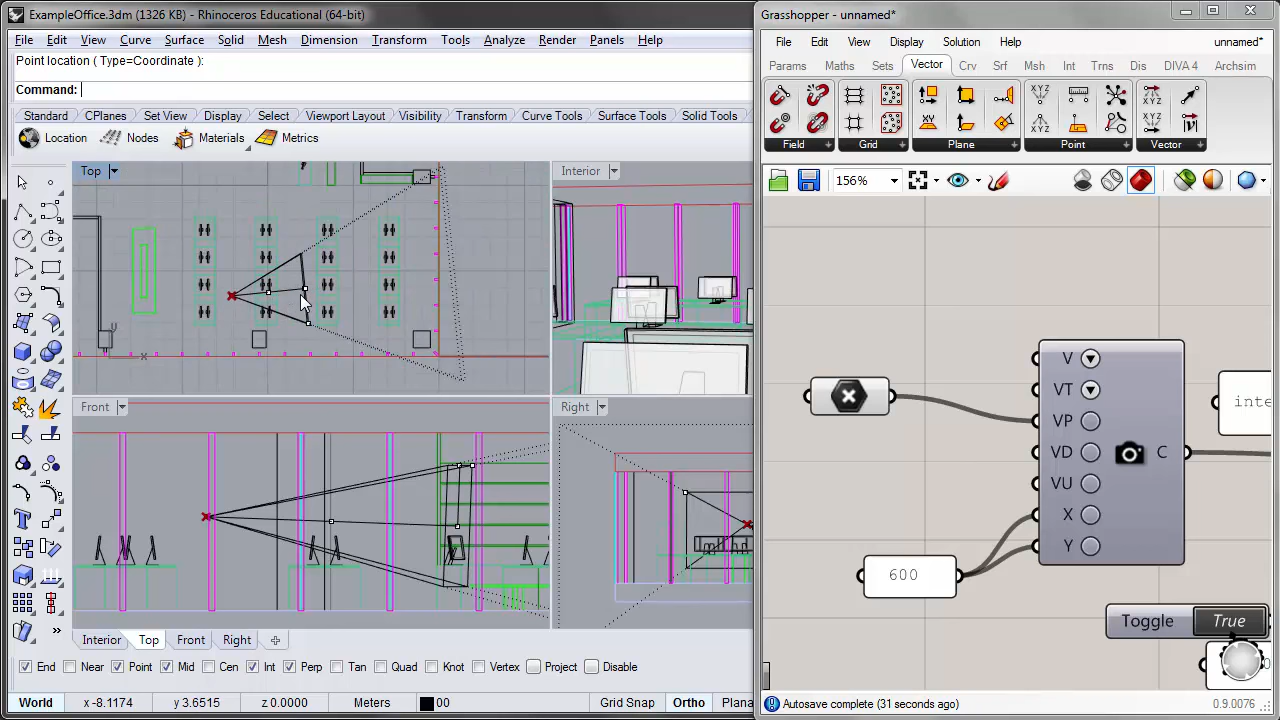 ExampleOffice.3dm (1326 KB) - Rhinoceros Educational (64-bit)
File Edit View Curve Surface Solid Mesh Dimension Transform Tools Analyze Render Panels Help
Point location ( Type=Coordinate ):
Command:
Standard CPlanes Set View Display Select Viewport Layout Visibility Transform Curve Tools Surface Tools Solid Tools
Location Nodes Materials Metrics
Top
Interior
Front
Right
Interior Top Front Right
End Near Point Mid Cen Int Perp Tan Quad Knot Vertex Project Disable
World x -8.1174 y 3.6515 z 0.0000 Meters 00 Grid Snap Ortho Plana
Grasshopper - unnamed*
File Edit View Display Solution Help unnamed*
Params Maths Sets Vector Crv Srf Msh Int Trns Dis DIVA 4 Archsim
Field Grid Plane Point Vector
156%
V
VT
VP
VD
VU
X
Y
C
inte
600
Toggle True
Autosave complete (31 seconds ago) 0.9.0076